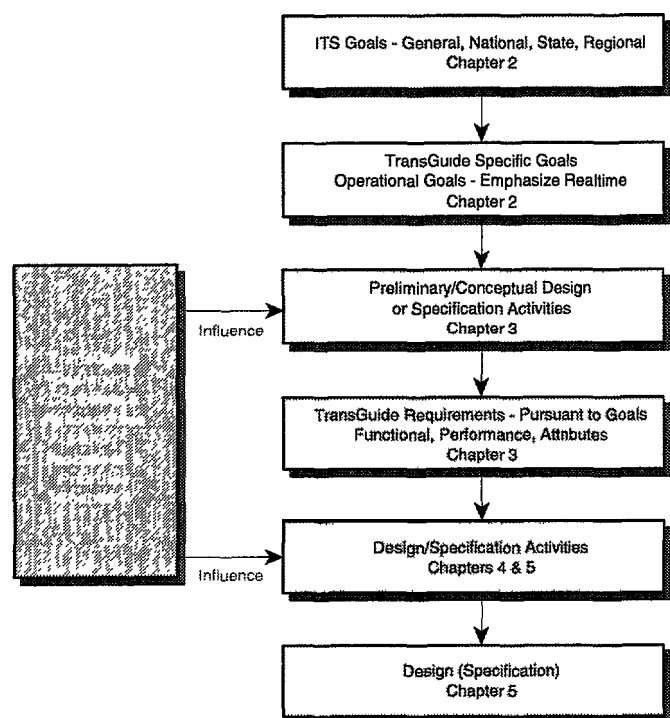 ITS Goals - General, National, State, Regional
Chapter 2
TransGuide Specific Goals
Operational Goals - Emphasize Realtime
Chapter 2
Preliminary/Conceptual Design
or Specification Activities
Chapter 3
Influence
TransGuide Requirements - Pursuant to Goals
Functional, Performance, Attributes
Chapter 3
Design/Specification Activities
Chapters 4 & 5
Influence
Design (Specification)
Chapter 5